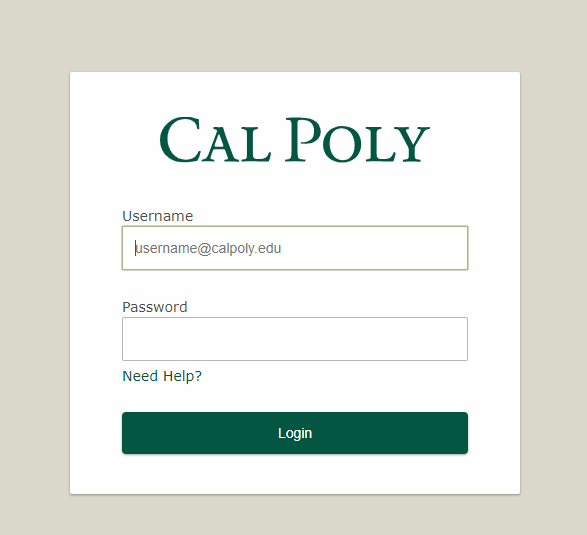 CAL POLY
Username
username@calpoly.edu
Password
Need Help?
Login